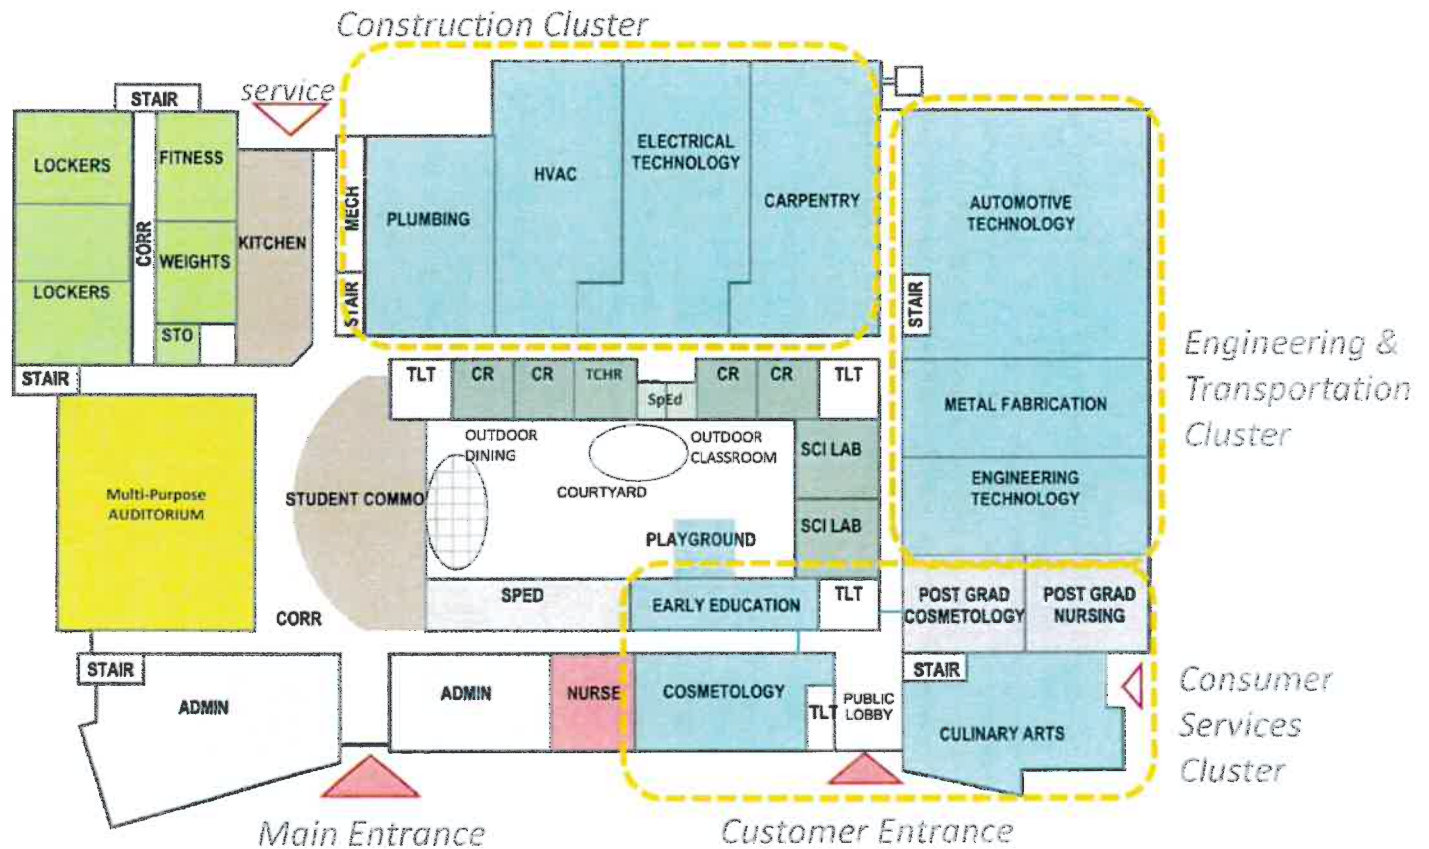 Construction Cluster
service
STAIR
LOCKERS
LOCKERS
CORR
FITNESS
WEIGHTS
STO
KITCHEN
STAIR
MECH
STAIR
PLUMBING
HVAC
ELECTRICAL
TECHNOLOGY
CARPENTRY
AUTOMOTIVE
TECHNOLOGY
STAIR
METAL FABRICATION
ENGINEERING
TECHNOLOGY
Engineering &
Transportation
Cluster
TLT
CR
CR
TCHR
SpEd
CR
CR
TLT
OUTDOOR
DINING
OUTDOOR
CLASSROOM
COURTYARD
SCI LAB
SCI LAB
PLAYGROUND
Multi-Purpose
AUDITORIUM
STUDENT COMMO
CORR
SPED
EARLY EDUCATION
TLT
POST GRAD
COSMETOLOGY
POST GRAD
NURSING
STAIR
ADMIN
ADMIN
NURSE
COSMETOLOGY
TLT
PUBLIC
LOBBY
STAIR
CULINARY ARTS
Consumer
Services
Cluster
Main Entrance
Customer Entrance